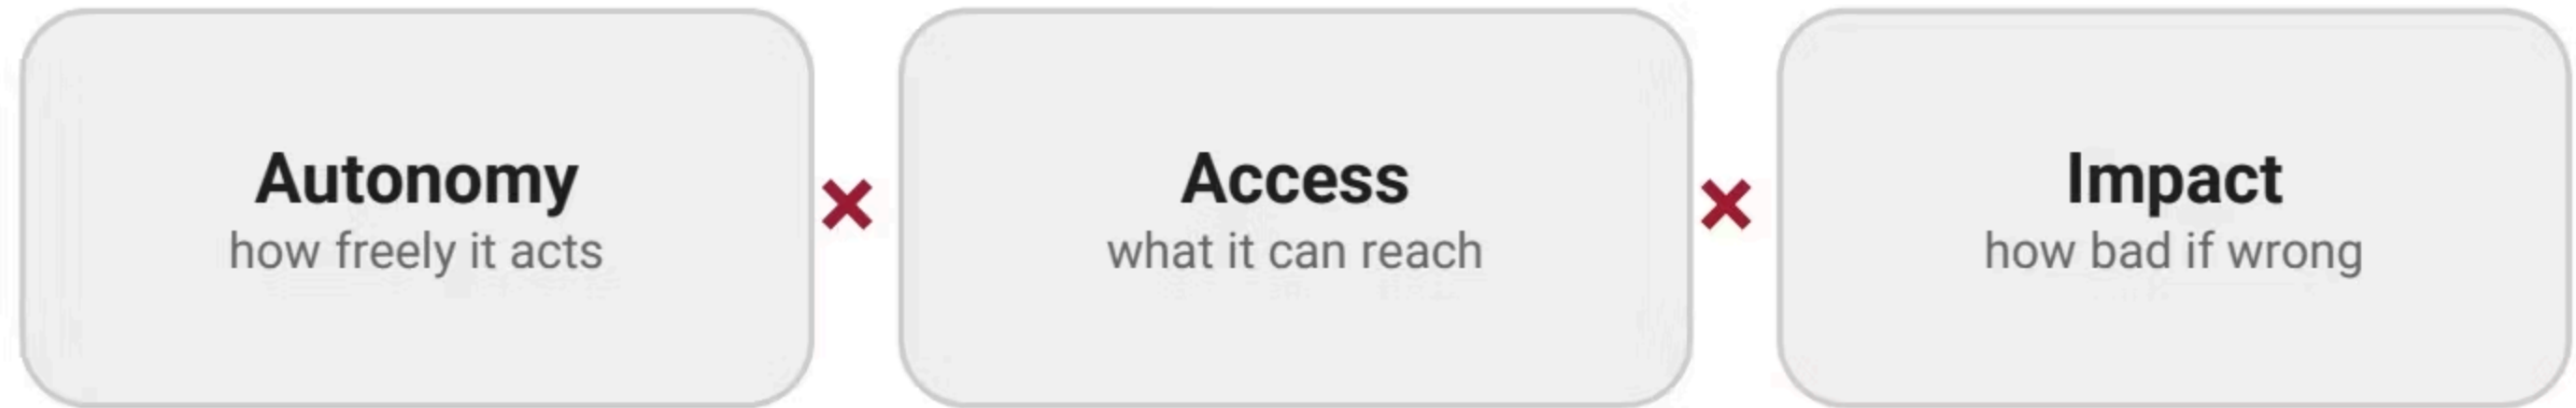 Autonomy
how freely it acts
×
Access
what it can reach
×
Impact
how bad if wrong